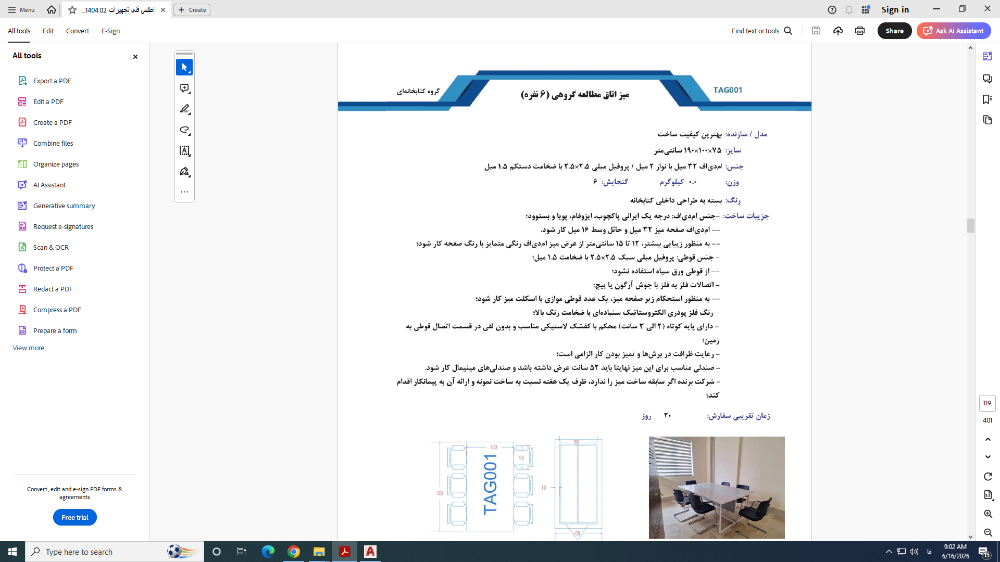 Menu
اطلس فنی تجهیزات 1404.02...
Create
Sign in
All tools
Edit
Convert
E-Sign
Find text or tools
Share
Ask AI Assistant
All tools
Export a PDF
Edit a PDF
Create a PDF
Combine files
Organize pages
AI Assistant
Generative summary
Request e-signatures
Scan & OCR
Protect a PDF
Redact a PDF
Compress a PDF
Prepare a form
View more
Convert, edit and e-sign PDF forms &
agreements
Free trial
TAG001
میز اتاق مطالعه گروهی (۶ نفره)
گروه کتابخانه‌ای
مدل / سازنده: بهترین کیفیت ساخت
سایز: ۷۵×۱۰۰×۱۹۰ سانتی‌متر
جنس: ام‌دی‌اف ۳۲ میل با نوار ۲ میل / پروفیل مبلی ۲.۵×۲.۵ با ضخامت دستکم ۱.۵ میل
وزن: ۰.۰ کیلوگرم گنجایش: ۶
رنگ: بسته به طراحی داخلی کتابخانه
جزییات ساخت: –جنس ام‌دی‌اف: درجه یک ایرانی پاکچوب، ایزوفام، پویا و بستوود؛
-- ام‌دی‌اف صفحه میز ۳۲ میل و حائل وسط ۱۶ میل کار شود.
-- به منظور زیبایی بیشتر، ۱۲ تا ۱۵ سانتی‌متر از عرض میز ام‌دی‌اف رنگی متمایز با رنگ صفحه کار شود؛
- جنس قوطی: پروفیل مبلی سبک ۲.۵×۲.۵ با ضخامت ۱.۵ میل؛
-- از قوطی ورق سیاه استفاده نشود؛
- اتصالات فلز به فلز با جوش آرگون یا پیچ؛
-- به منظور استحکام زیر صفحه میز، یک عدد قوطی موازی با اسکلت میز کار شود؛
- رنگ فلز پودری الکتروستاتیک سنباده‌ای با ضخامت رنگ بالا؛
- دارای پایه کوتاه (۲ الی ۳ سانت) محکم با کفشک لاستیکی مناسب و بدون لقی در قسمت اتصال قوطی به
زمین؛
- رعایت ظرافت در برش‌ها و تمیز بودن کار الزامی است؛
- صندلی مناسب برای این میز نهایتا باید ۵۲ سانت عرض داشته باشد و صندلی‌های مینیمال کار شود.
- شرکت برنده اگر سابقه ساخت میز را ندارد، ظرف یک هفته نسبت به ساخت نمونه و ارائه آن به پیمانکار اقدام
کند؛
زمان تقریبی سفارش: ۲۰ روز
100
50
190
TAG001
80
10
100
119
401
Type here to search
فا
9:02 AM
6/16/2026
15